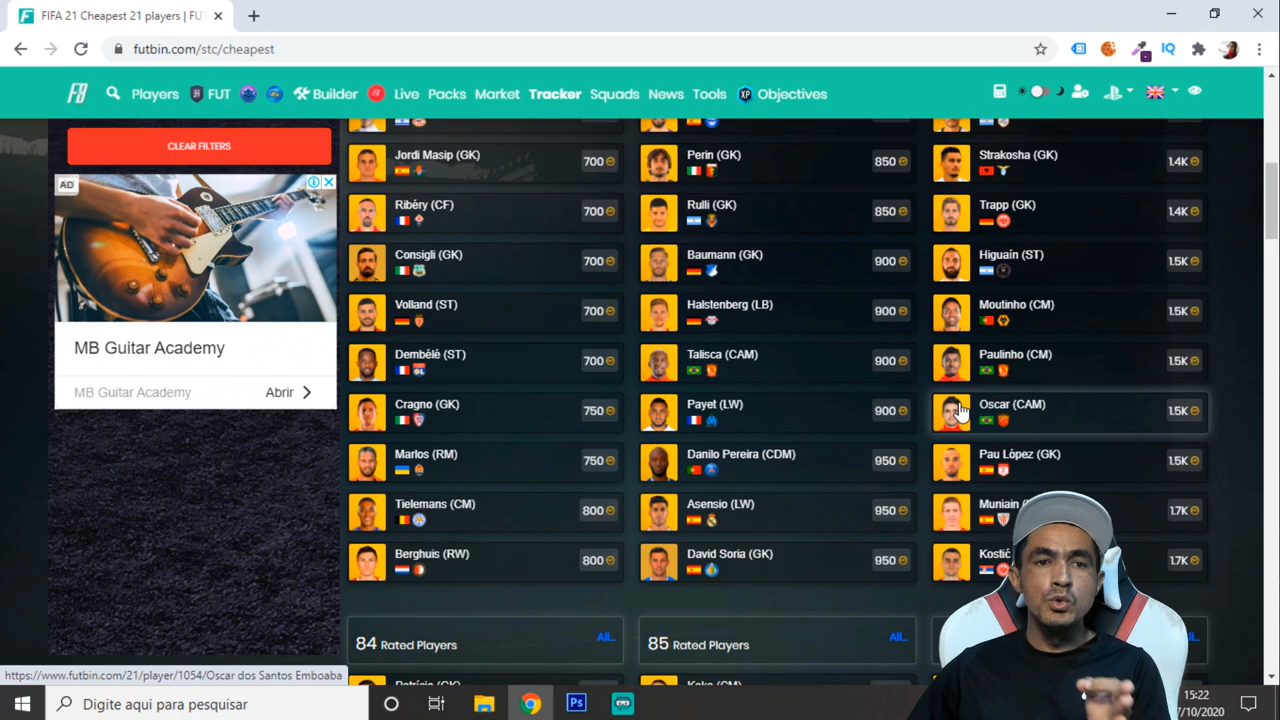 FIFA 21 Cheapest 21 players | FUT
futbin.com/stc/cheapest
IQ
F8 Players FUT Builder Live Packs Market Tracker Squads News Tools XP Objectives
CLEAR FILTERS
AD
MB Guitar Academy
MB Guitar Academy Abrir
Jordi Masip (GK) 700
Ribéry (CF) 700
Consigli (GK) 700
Volland (ST) 700
Dembélé (ST) 700
Cragno (GK) 750
Marlos (RM) 750
Tielemans (CM) 800
Berghuis (RW) 800
84 Rated Players All..
Perin (GK) 850
Rulli (GK) 850
Baumann (GK) 900
Halstenberg (LB) 900
Talisca (CAM) 900
Payet (LW) 900
Danilo Pereira (CDM) 950
Asensio (LW) 950
David Soria (GK) 950
85 Rated Players All..
Strakosha (GK) 1.4K
Trapp (GK) 1.4K
Higuaín (ST) 1.5K
Moutinho (CM) 1.5K
Paulinho (CM) 1.5K
Oscar (CAM) 1.5K
Pau López (GK) 1.5K
Muniain 1.7K
Kostić 1.7K
https://www.futbin.com/21/player/1054/Oscar dos Santos Emboaba
Digite aqui para pesquisar
Ps
15:22
7/10/2020